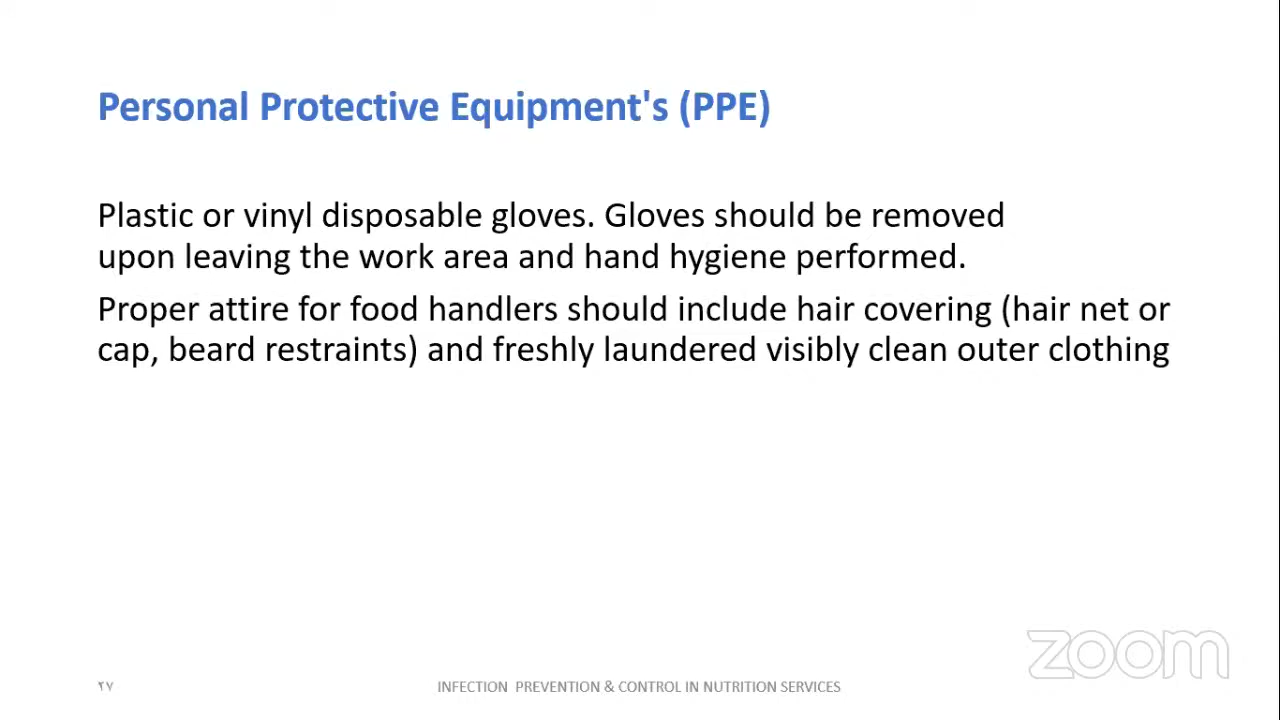 Personal Protective Equipment's (PPE)
Plastic or vinyl disposable gloves. Gloves should be removed
upon leaving the work area and hand hygiene performed.
Proper attire for food handlers should include hair covering (hair net or
cap, beard restraints) and freshly laundered visibly clean outer clothing
zoom
٢٧
INFECTION  PREVENTION & CONTROL IN NUTRITION SERVICES